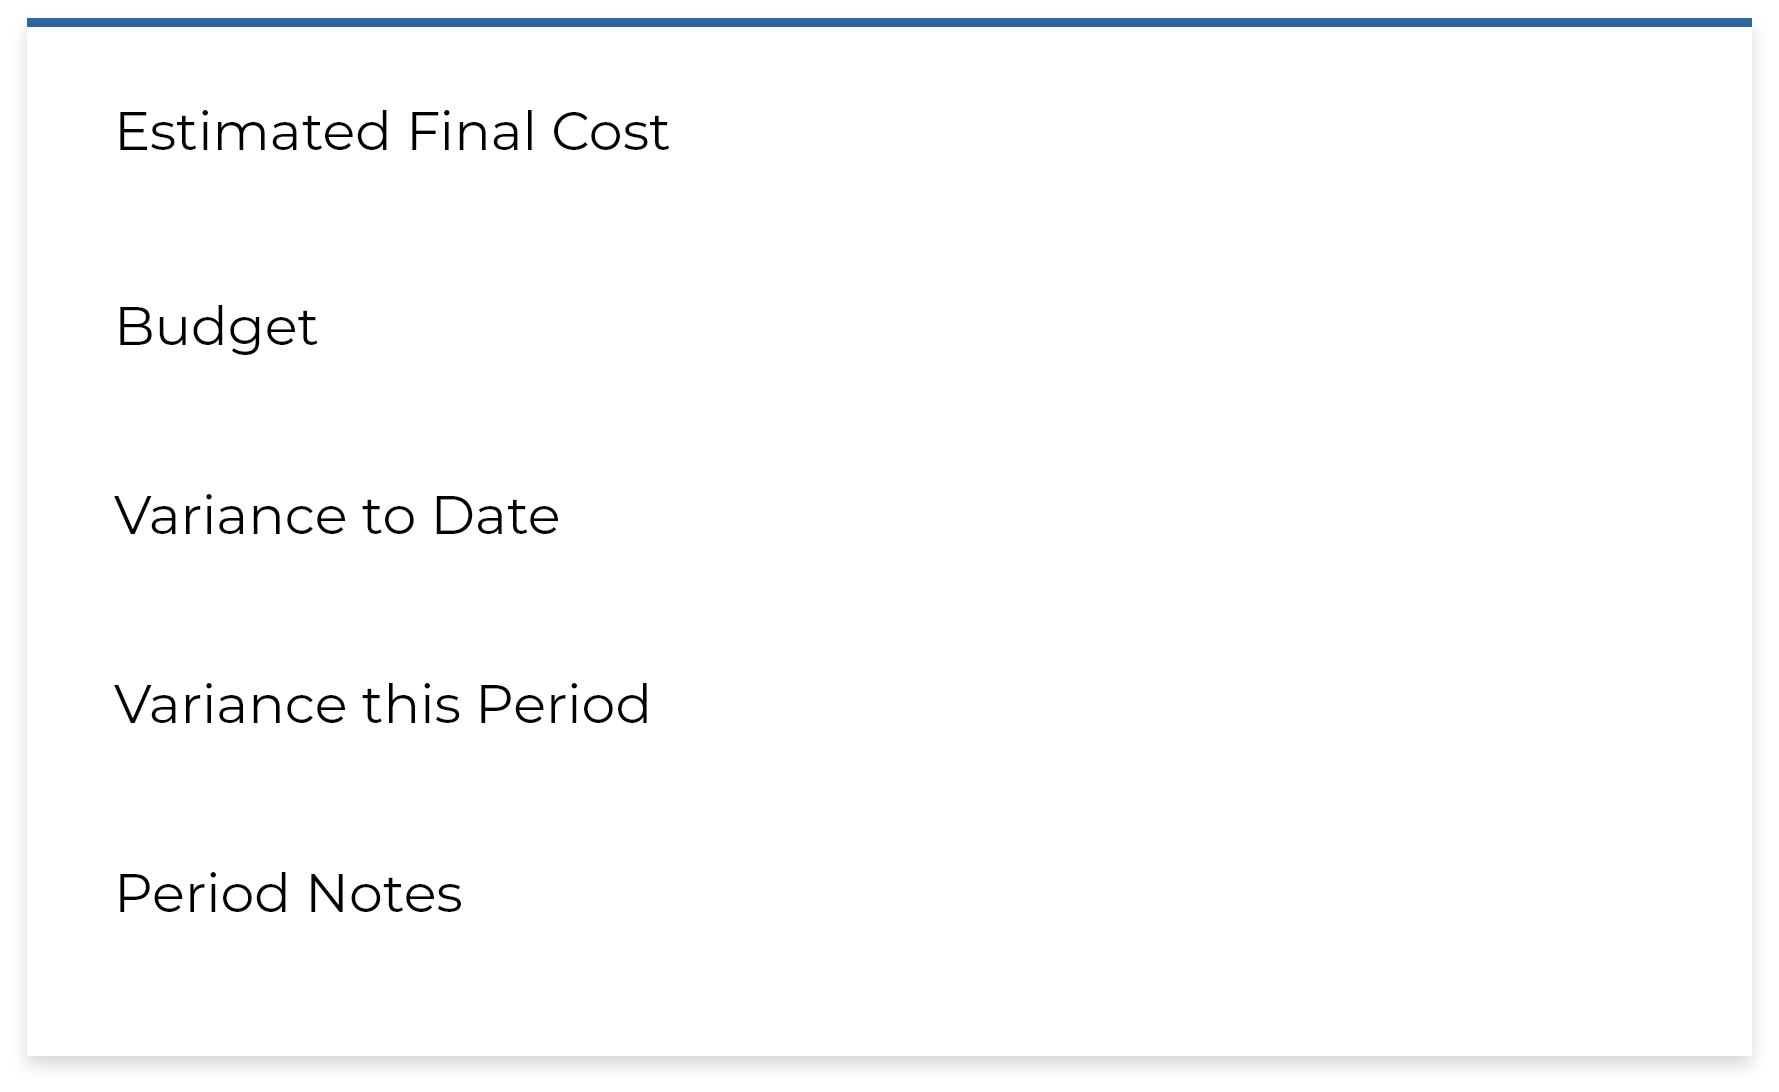 Estimated Final Cost
Budget
Variance to Date
Variance this Period
Period Notes